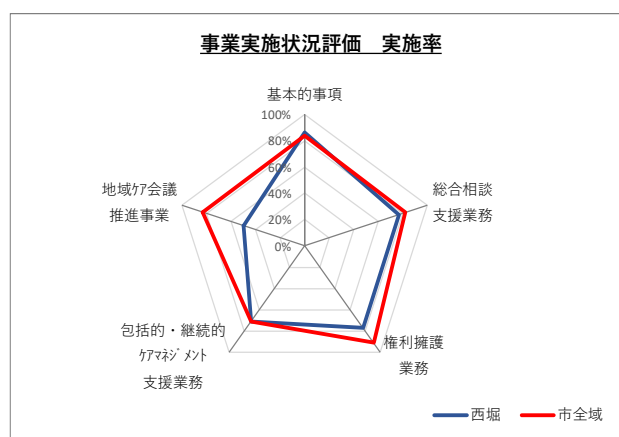 事業実施状況評価　実施率
基本的事項
100%
80%
60%
40%
20%
0%
総合相談
支援業務
権利擁護
業務
包括的・継続的
ｹｱﾏﾈｼﾞﾒﾝﾄ
支援業務
地域ｹｱ会議
推進事業
西堀
市全域